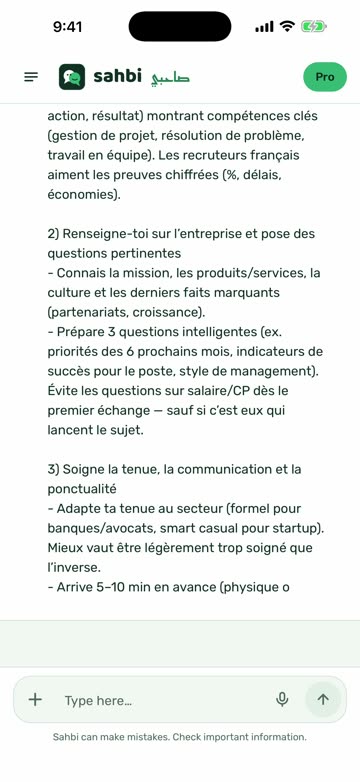 9:41
sahbi صاحبي
Pro
action, résultat) montrant compétences clés
(gestion de projet, résolution de problème,
travail en équipe). Les recruteurs français
aiment les preuves chiffrées (%, délais,
économies).
2) Renseigne-toi sur l’entreprise et pose des
questions pertinentes
- Connais la mission, les produits/services, la
culture et les derniers faits marquants
(partenariats, croissance).
- Prépare 3 questions intelligentes (ex.
priorités des 6 prochains mois, indicateurs de
succès pour le poste, style de management).
Évite les questions sur salaire/CP dès le
premier échange — sauf si c’est eux qui
lancent le sujet.
3) Soigne la tenue, la communication et la
ponctualité
- Adapte ta tenue au secteur (formel pour
banques/avocats, smart casual pour startup).
Mieux vaut être légèrement trop soigné que
l’inverse.
- Arrive 5–10 min en avance (physique o
Type here…
Sahbi can make mistakes. Check important information.